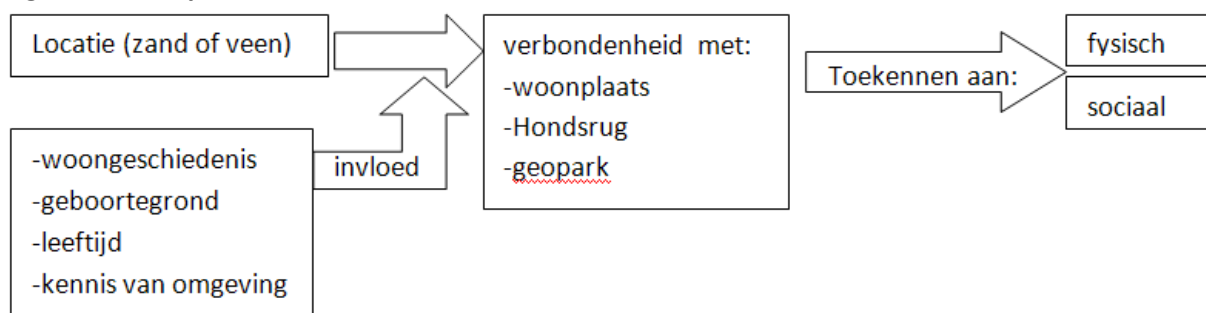 Locatie (zand of veen)
-woongeschiedenis
-geboortegrond
-leeftijd
-kennis van omgeving
invloed
verbondenheid met:
-woonplaats
-Hondsrug
-geopark
Toekennen aan:
fysisch
sociaal